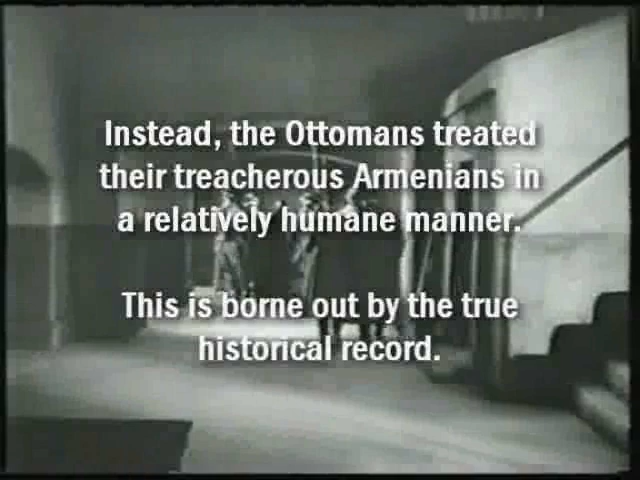 Instead, the Ottomans treated
their treacherous Armenians in
a relatively humane manner.
This is borne out by the true
historical record.